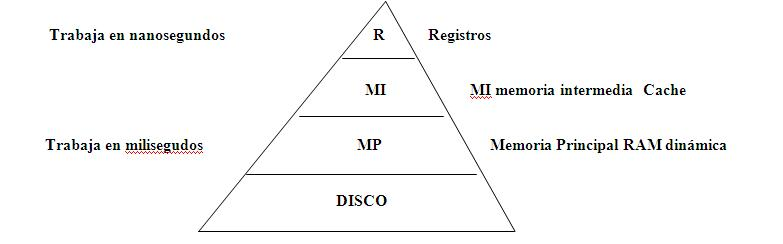 Trabaja en nanosegundos R Registros
MI MI memoria intermedia Cache
Trabaja en milisegudos MP Memoria Principal RAM dinámica
DISCO